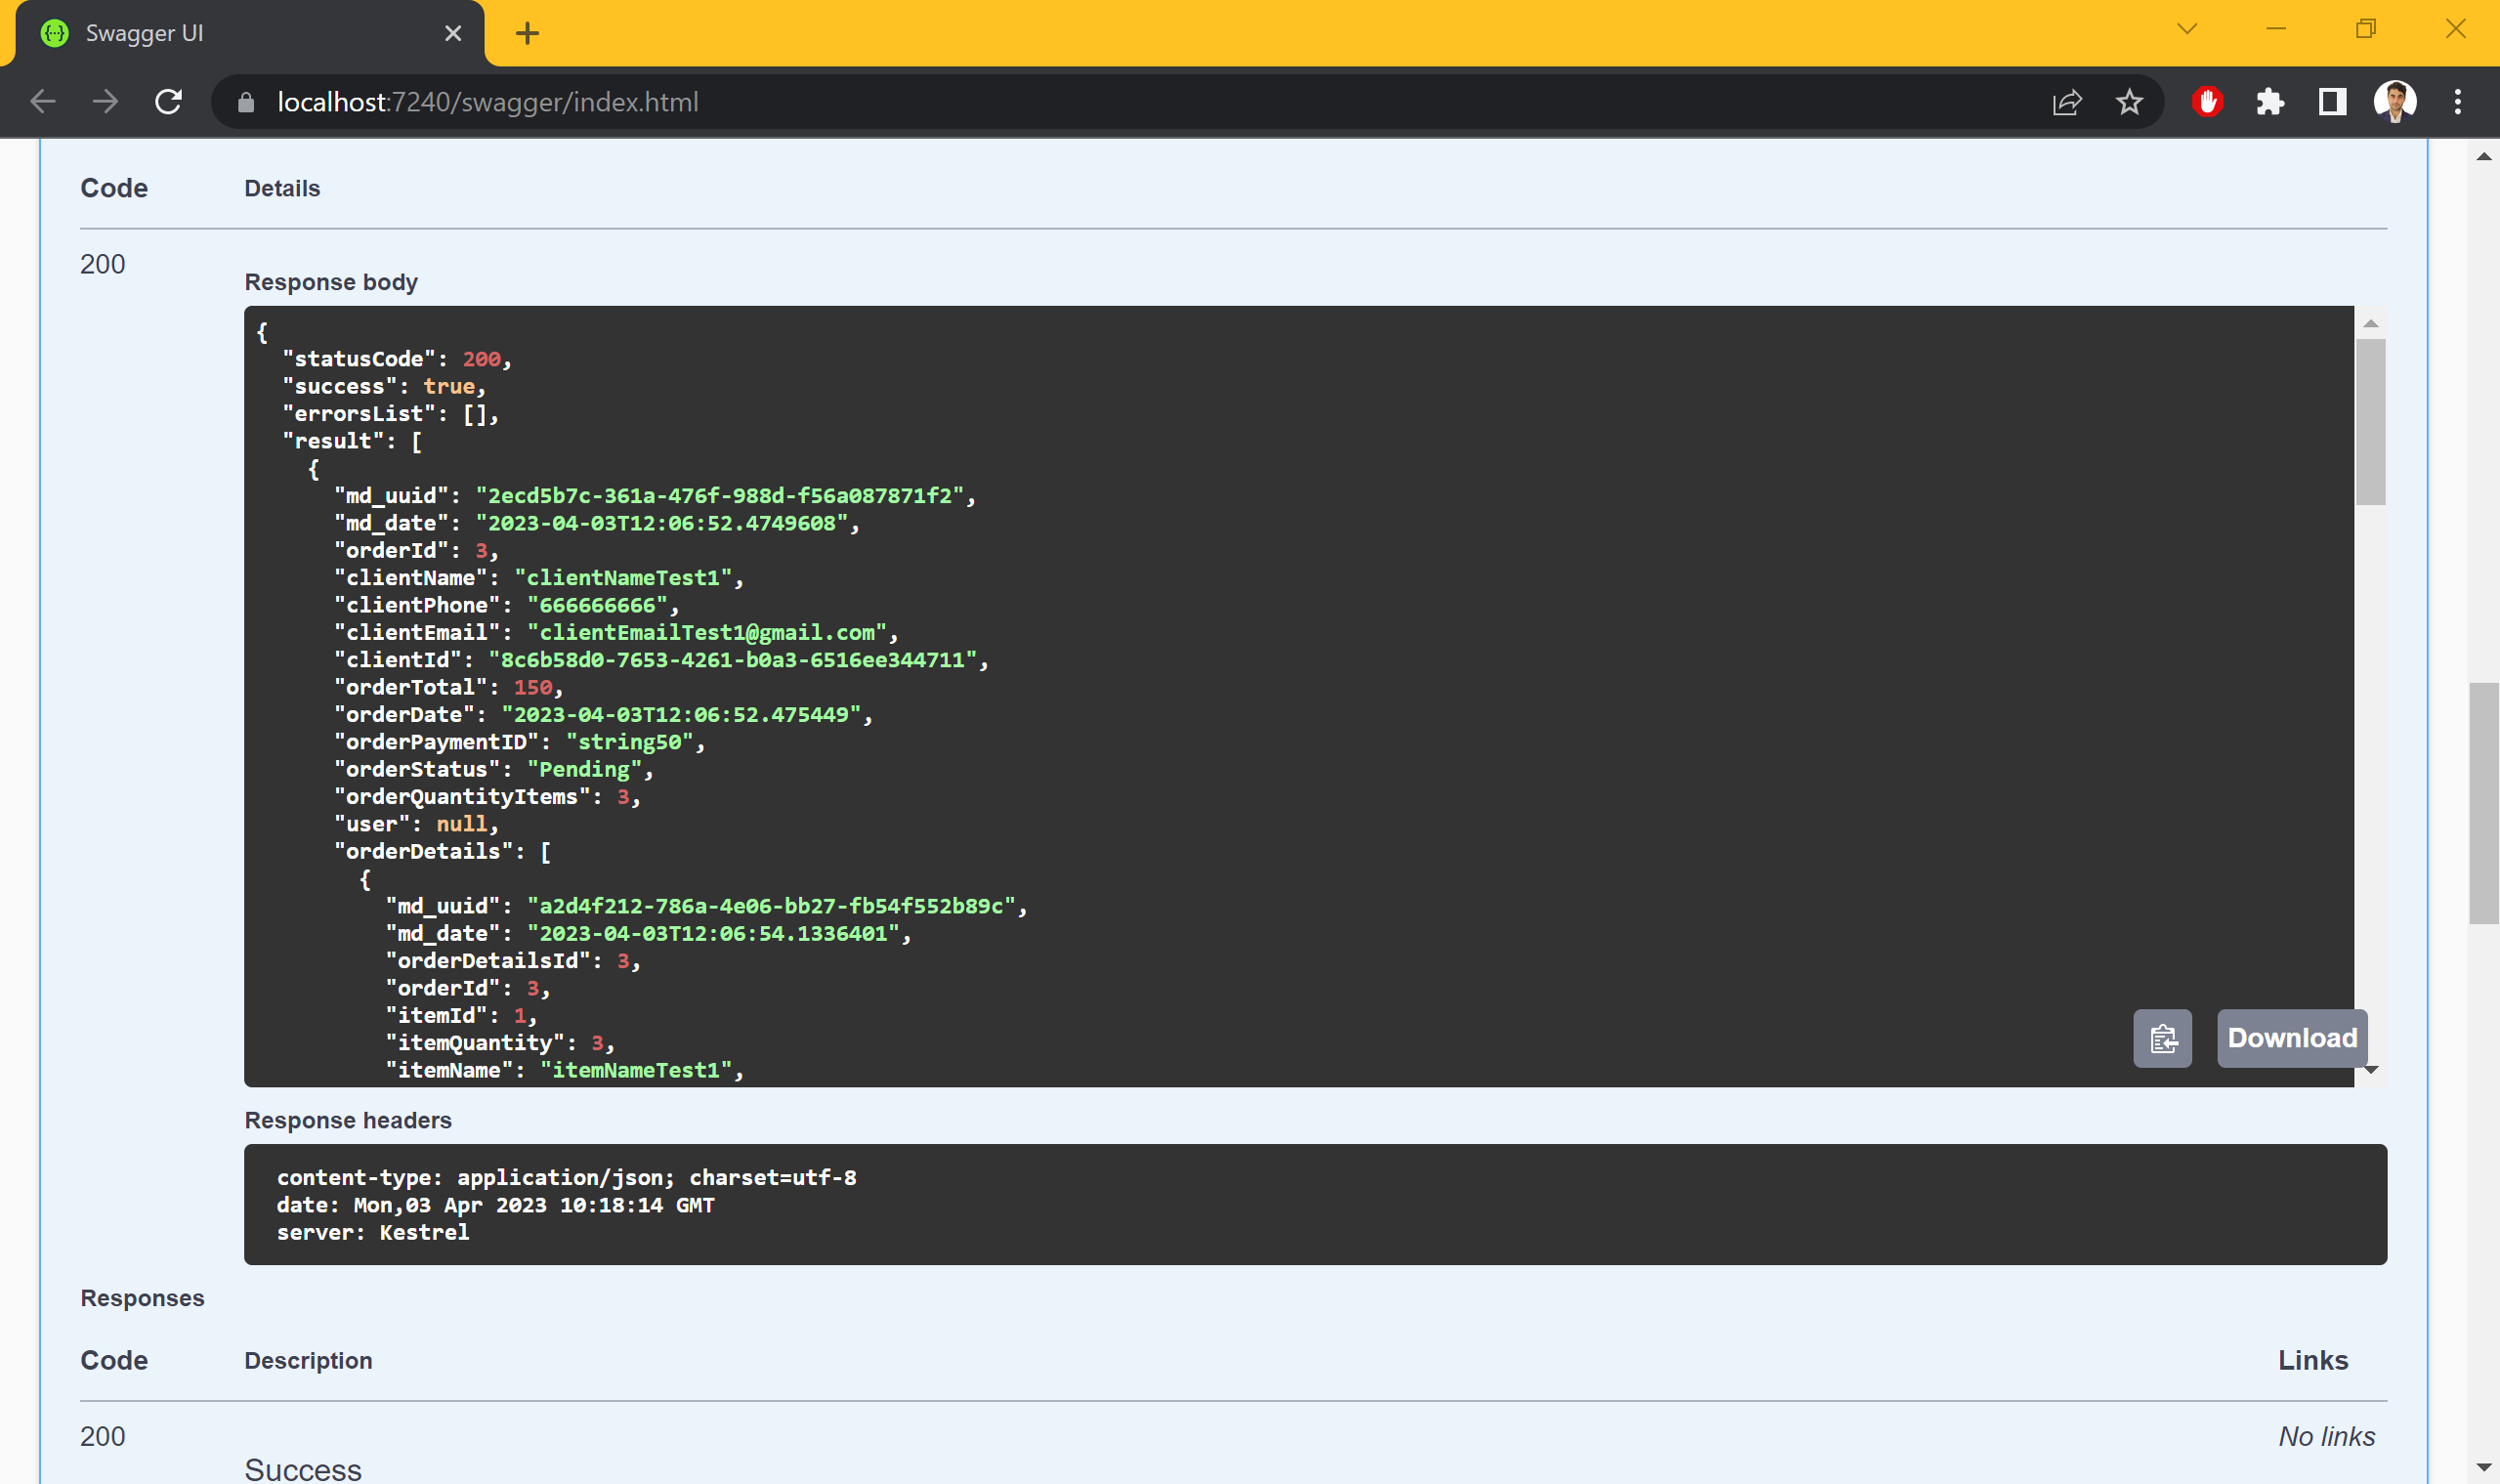 Swagger UI
localhost:7240/swagger/index.html
Code Details
200
Response body
{
"statusCode": 200,
"success": true,
"errorsList": [],
"result": [
{
"md_uuid": "2ecd5b7c-361a-476f-988d-f56a087871f2",
"md_date": "2023-04-03T12:06:52.4749608",
"orderId": 3,
"clientName": "clientNameTest1",
"clientPhone": "666666666",
"clientEmail": "clientEmailTest1@gmail.com",
"clientId": "8c6b58d0-7653-4261-b0a3-6516ee344711",
"orderTotal": 150,
"orderDate": "2023-04-03T12:06:52.475449",
"orderPaymentID": "string50",
"orderStatus": "Pending",
"orderQuantityItems": 3,
"user": null,
"orderDetails": [
{
"md_uuid": "a2d4f212-786a-4e06-bb27-fb54f552b89c",
"md_date": "2023-04-03T12:06:54.1336401",
"orderDetailsId": 3,
"orderId": 3,
"itemId": 1,
"itemQuantity": 3,
"itemName": "itemNameTest1",
Download
Response headers
content-type: application/json; charset=utf-8
date: Mon,03 Apr 2023 10:18:14 GMT
server: Kestrel
Responses
Code Description Links
200 No links
Success